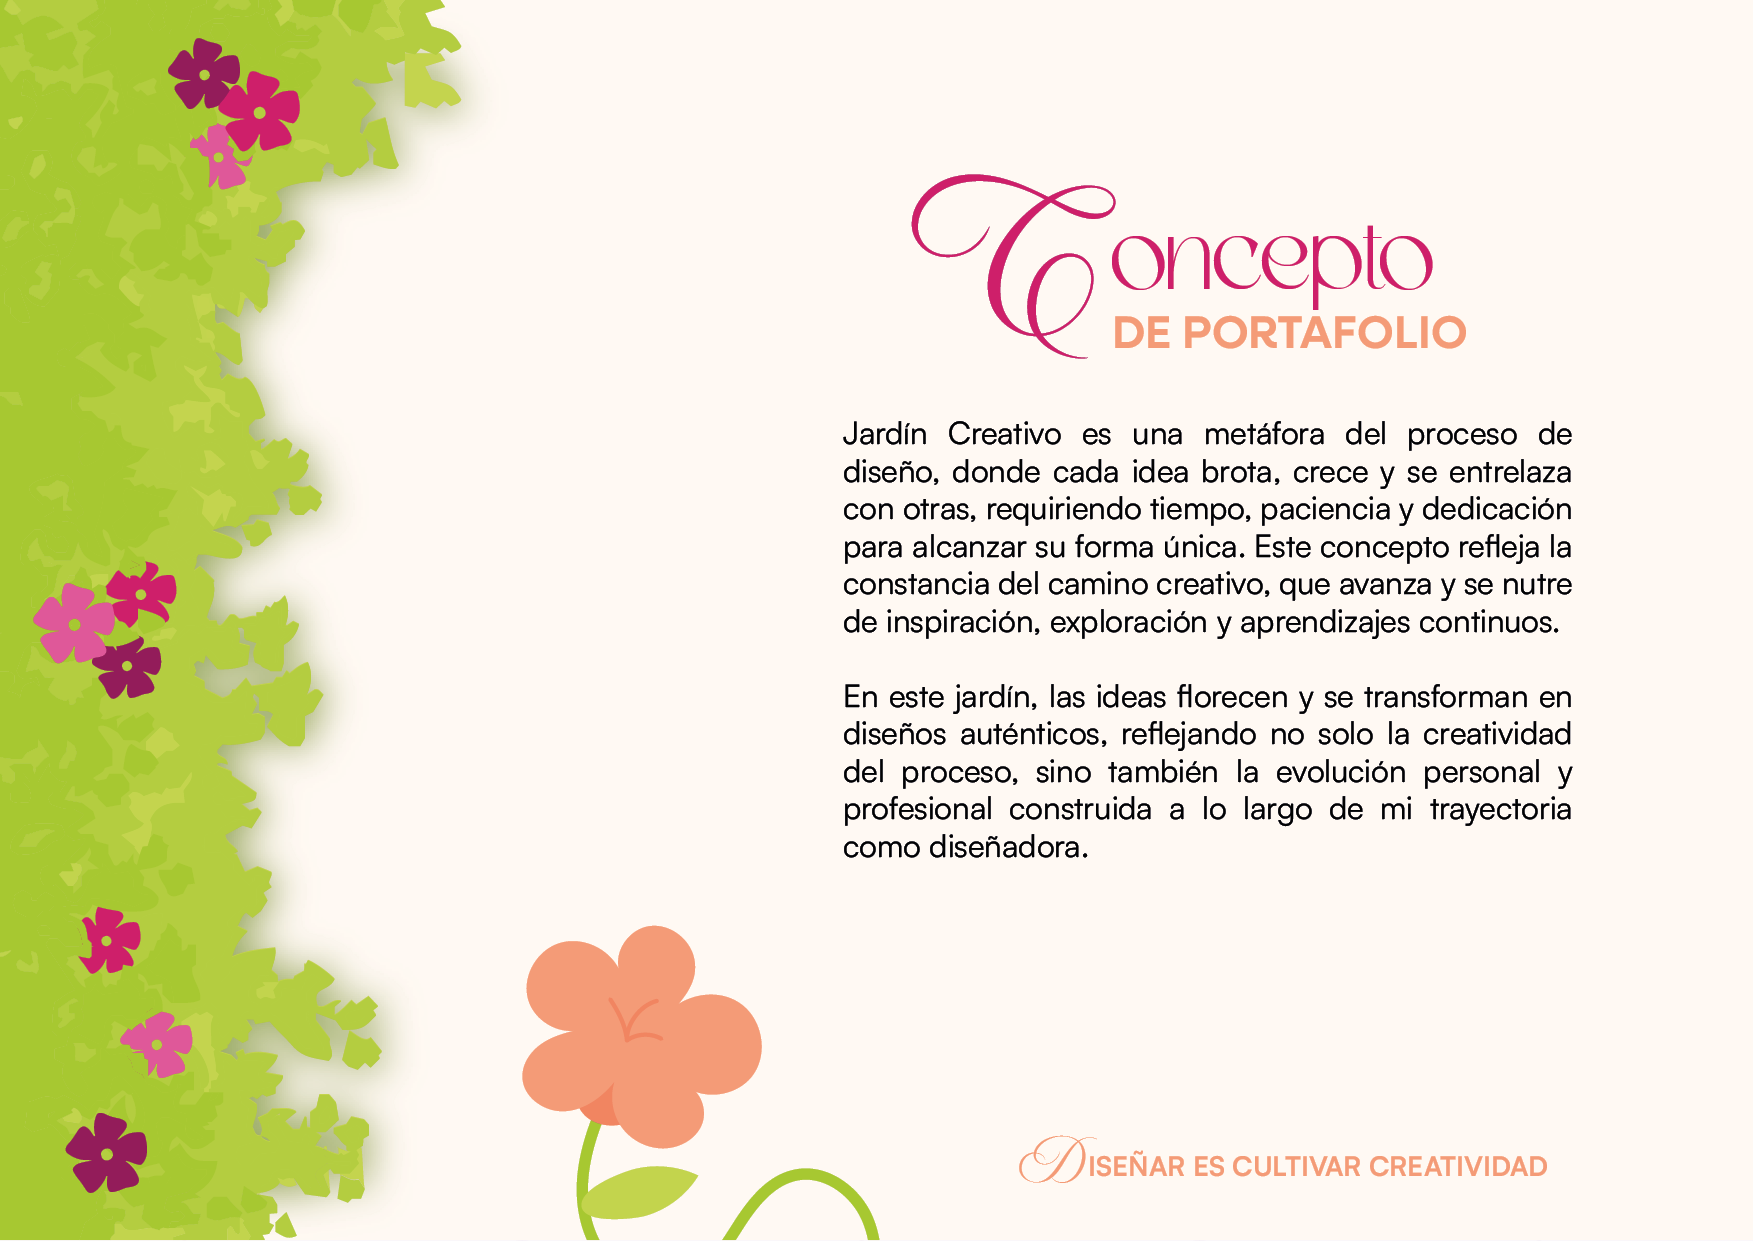 Concepto
DE PORTAFOLIO
Jardín Creativo es una metáfora del proceso de
diseño, donde cada idea brota, crece y se entrelaza
con otras, requiriendo tiempo, paciencia y dedicación
para alcanzar su forma única. Este concepto refleja la
constancia del camino creativo, que avanza y se nutre
de inspiración, exploración y aprendizajes continuos.
En este jardín, las ideas florecen y se transforman en
diseños auténticos, reflejando no solo la creatividad
del proceso, sino también la evolución personal y
profesional construida a lo largo de mi trayectoria
como diseñadora.
DISEÑAR ES CULTIVAR CREATIVIDAD